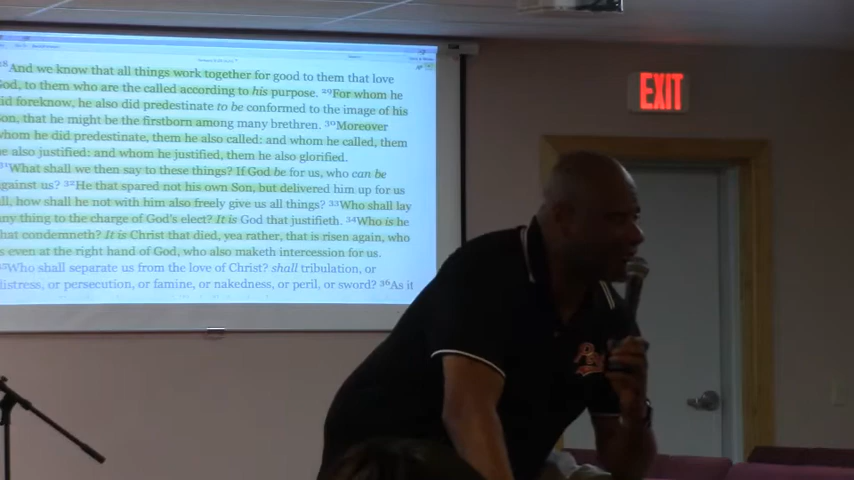 And we know that all things work together for good to them that love
God, to them who are the called according to his purpose. ²⁹For whom he
did foreknow, he also did predestinate to be conformed to the image of his
Son, that he might be the firstborn among many brethren. ³⁰Moreover
whom he did predestinate, them he also called: and whom he called, them
he also justified: and whom he justified, them he also glorified.
³¹What shall we then say to these things? If God be for us, who can be
against us? ³²He that spared not his own Son, but delivered him up for us
all, how shall he not with him also freely give us all things? ³³Who shall lay
any thing to the charge of God's elect? It is God that justifieth. ³⁴Who is he
that condemneth? It is Christ that died, yea rather, that is risen again, who
is even at the right hand of God, who also maketh intercession for us.
³⁵Who shall separate us from the love of Christ? shall tribulation, or
distress, or persecution, or famine, or nakedness, or peril, or sword? ³⁶As it
EXIT